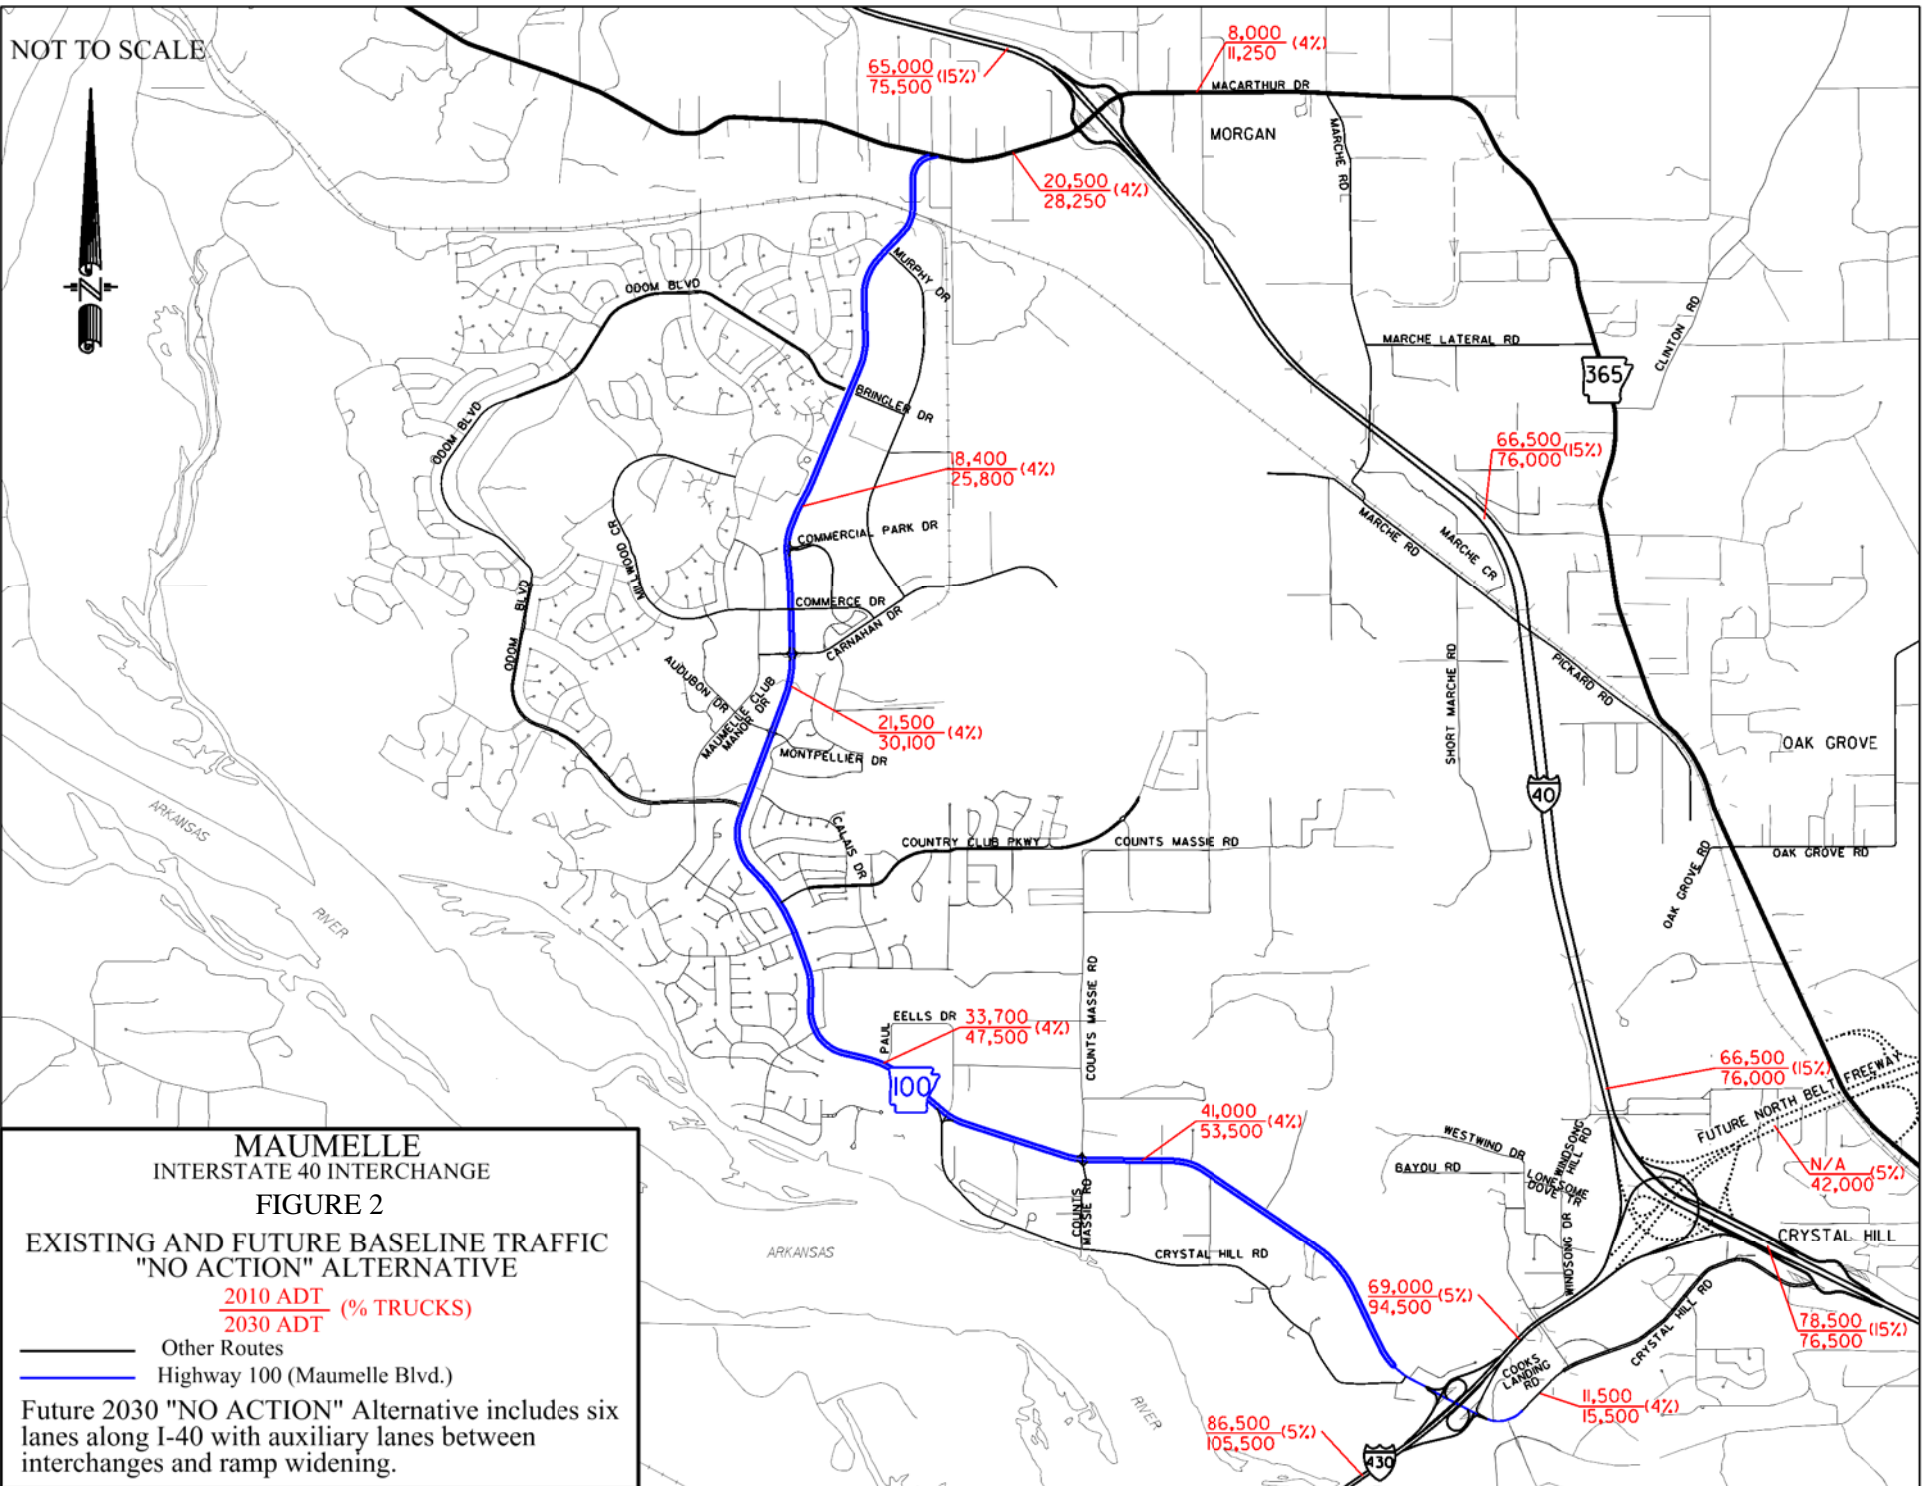 NOT TO SCALE
N
65,000
75,500 (15%)
8,000
11,250 (4%)
MACARTHUR DR
MORGAN
MARCHE RD
20,500
28,250 (4%)
MURPHY DR
ODOM BLVD
MARCHE LATERAL RD
365
CLINTON RD
BRINGLER DR
ODOM BLVD
66,500
76,000 (15%)
18,400
25,800 (4%)
COMMERCIAL PARK DR
MILLWOOD CR
MARCHE RD
MARCHE CR
COMMERCE DR
CARNAHAN DR
ODOM BLVD
AUDUBON DR
MAUMELLE CLUB
MANOR DR
SHORT MARCHE RD
PICKARD RD
21,500
30,100 (4%)
MONTPELLIER DR
OAK GROVE
40
ARKANSAS
CALAIS DR
COUNTRY CLUB PKWY
COUNTS MASSIE RD
OAK GROVE RD
OAK GROVE RD
RIVER
COUNTS MASSIE RD
PAUL EELLS DR
33,700
47,500 (4%)
100
66,500
76,000 (15%)
FUTURE NORTH BELT FREEWAY
41,000
53,500 (4%)
WESTWIND DR
WINDSONG
HILL RD
BAYOU RD
LONESOME
DOVE TR
N/A
42,000 (5%)
COUNTS
MASSIE RD
WINDSONG DR
CRYSTAL HILL
ARKANSAS
CRYSTAL HILL RD
69,000
94,500 (5%)
CRYSTAL HILL RD
78,500
76,500 (15%)
COOKS
LANDING
RD
11,500
15,500 (4%)
RIVER
86,500
105,500 (5%)
430
MAUMELLE
INTERSTATE 40 INTERCHANGE
FIGURE 2
EXISTING AND FUTURE BASELINE TRAFFIC
"NO ACTION" ALTERNATIVE
2010 ADT
2030 ADT (% TRUCKS)
Other Routes
Highway 100 (Maumelle Blvd.)
Future 2030 "NO ACTION" Alternative includes six
lanes along I-40 with auxiliary lanes between
interchanges and ramp widening.